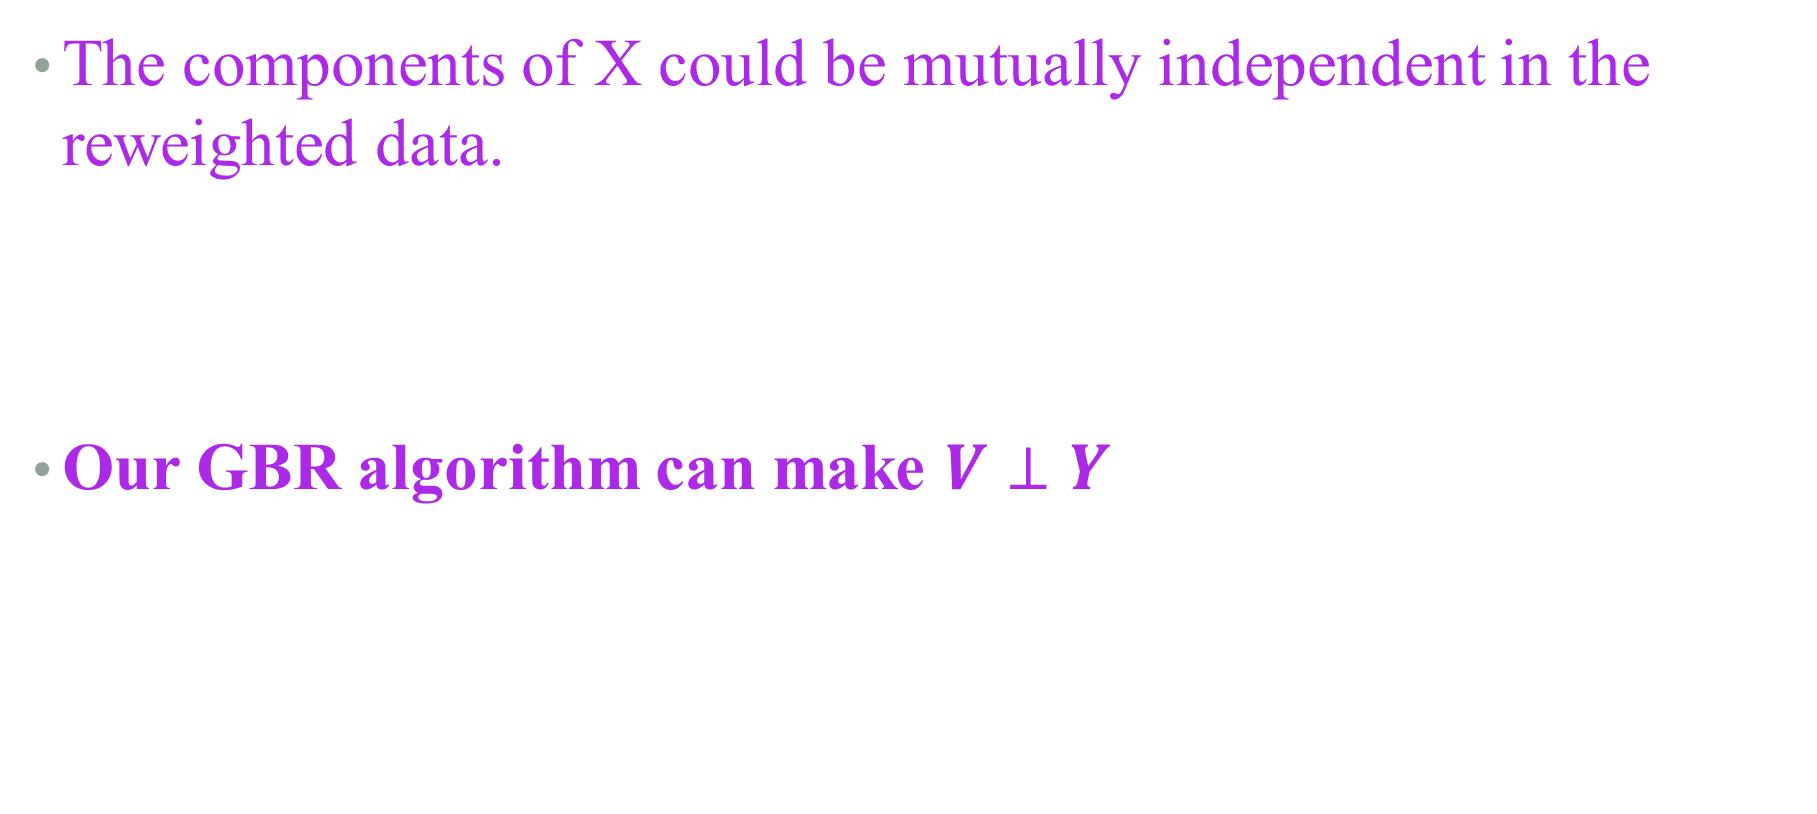 • The components of X could be mutually independent in the
reweighted data.
• Our GBR algorithm can make V ⊥ Y